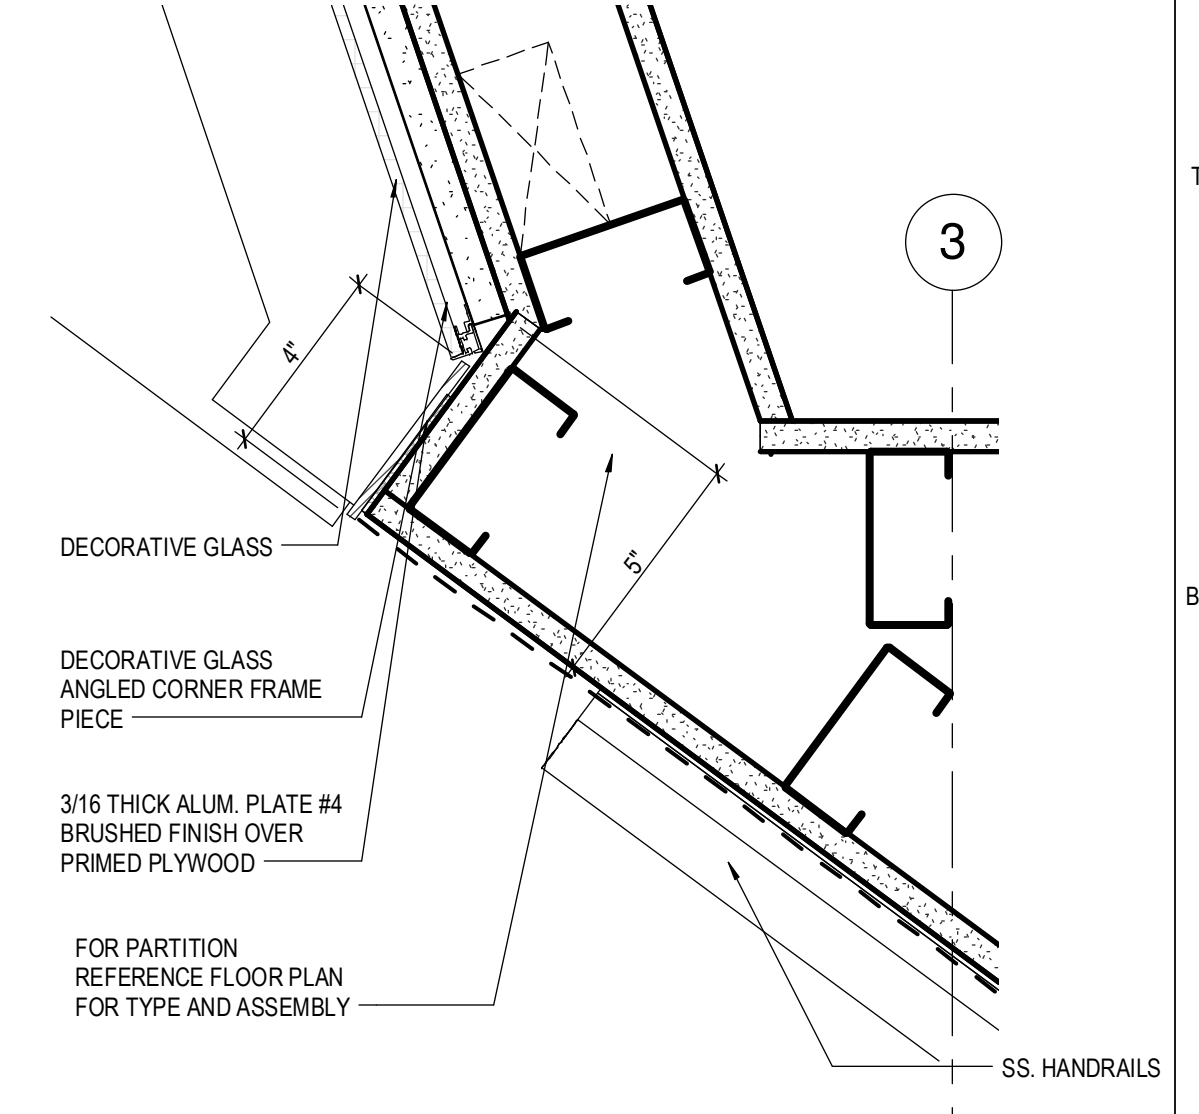 T
3
4"
5"
DECORATIVE GLASS
B
DECORATIVE GLASS
ANGLED CORNER FRAME
PIECE
3/16 THICK ALUM. PLATE #4
BRUSHED FINISH OVER
PRIMED PLYWOOD
FOR PARTITION
REFERENCE FLOOR PLAN
FOR TYPE AND ASSEMBLY
SS. HANDRAILS